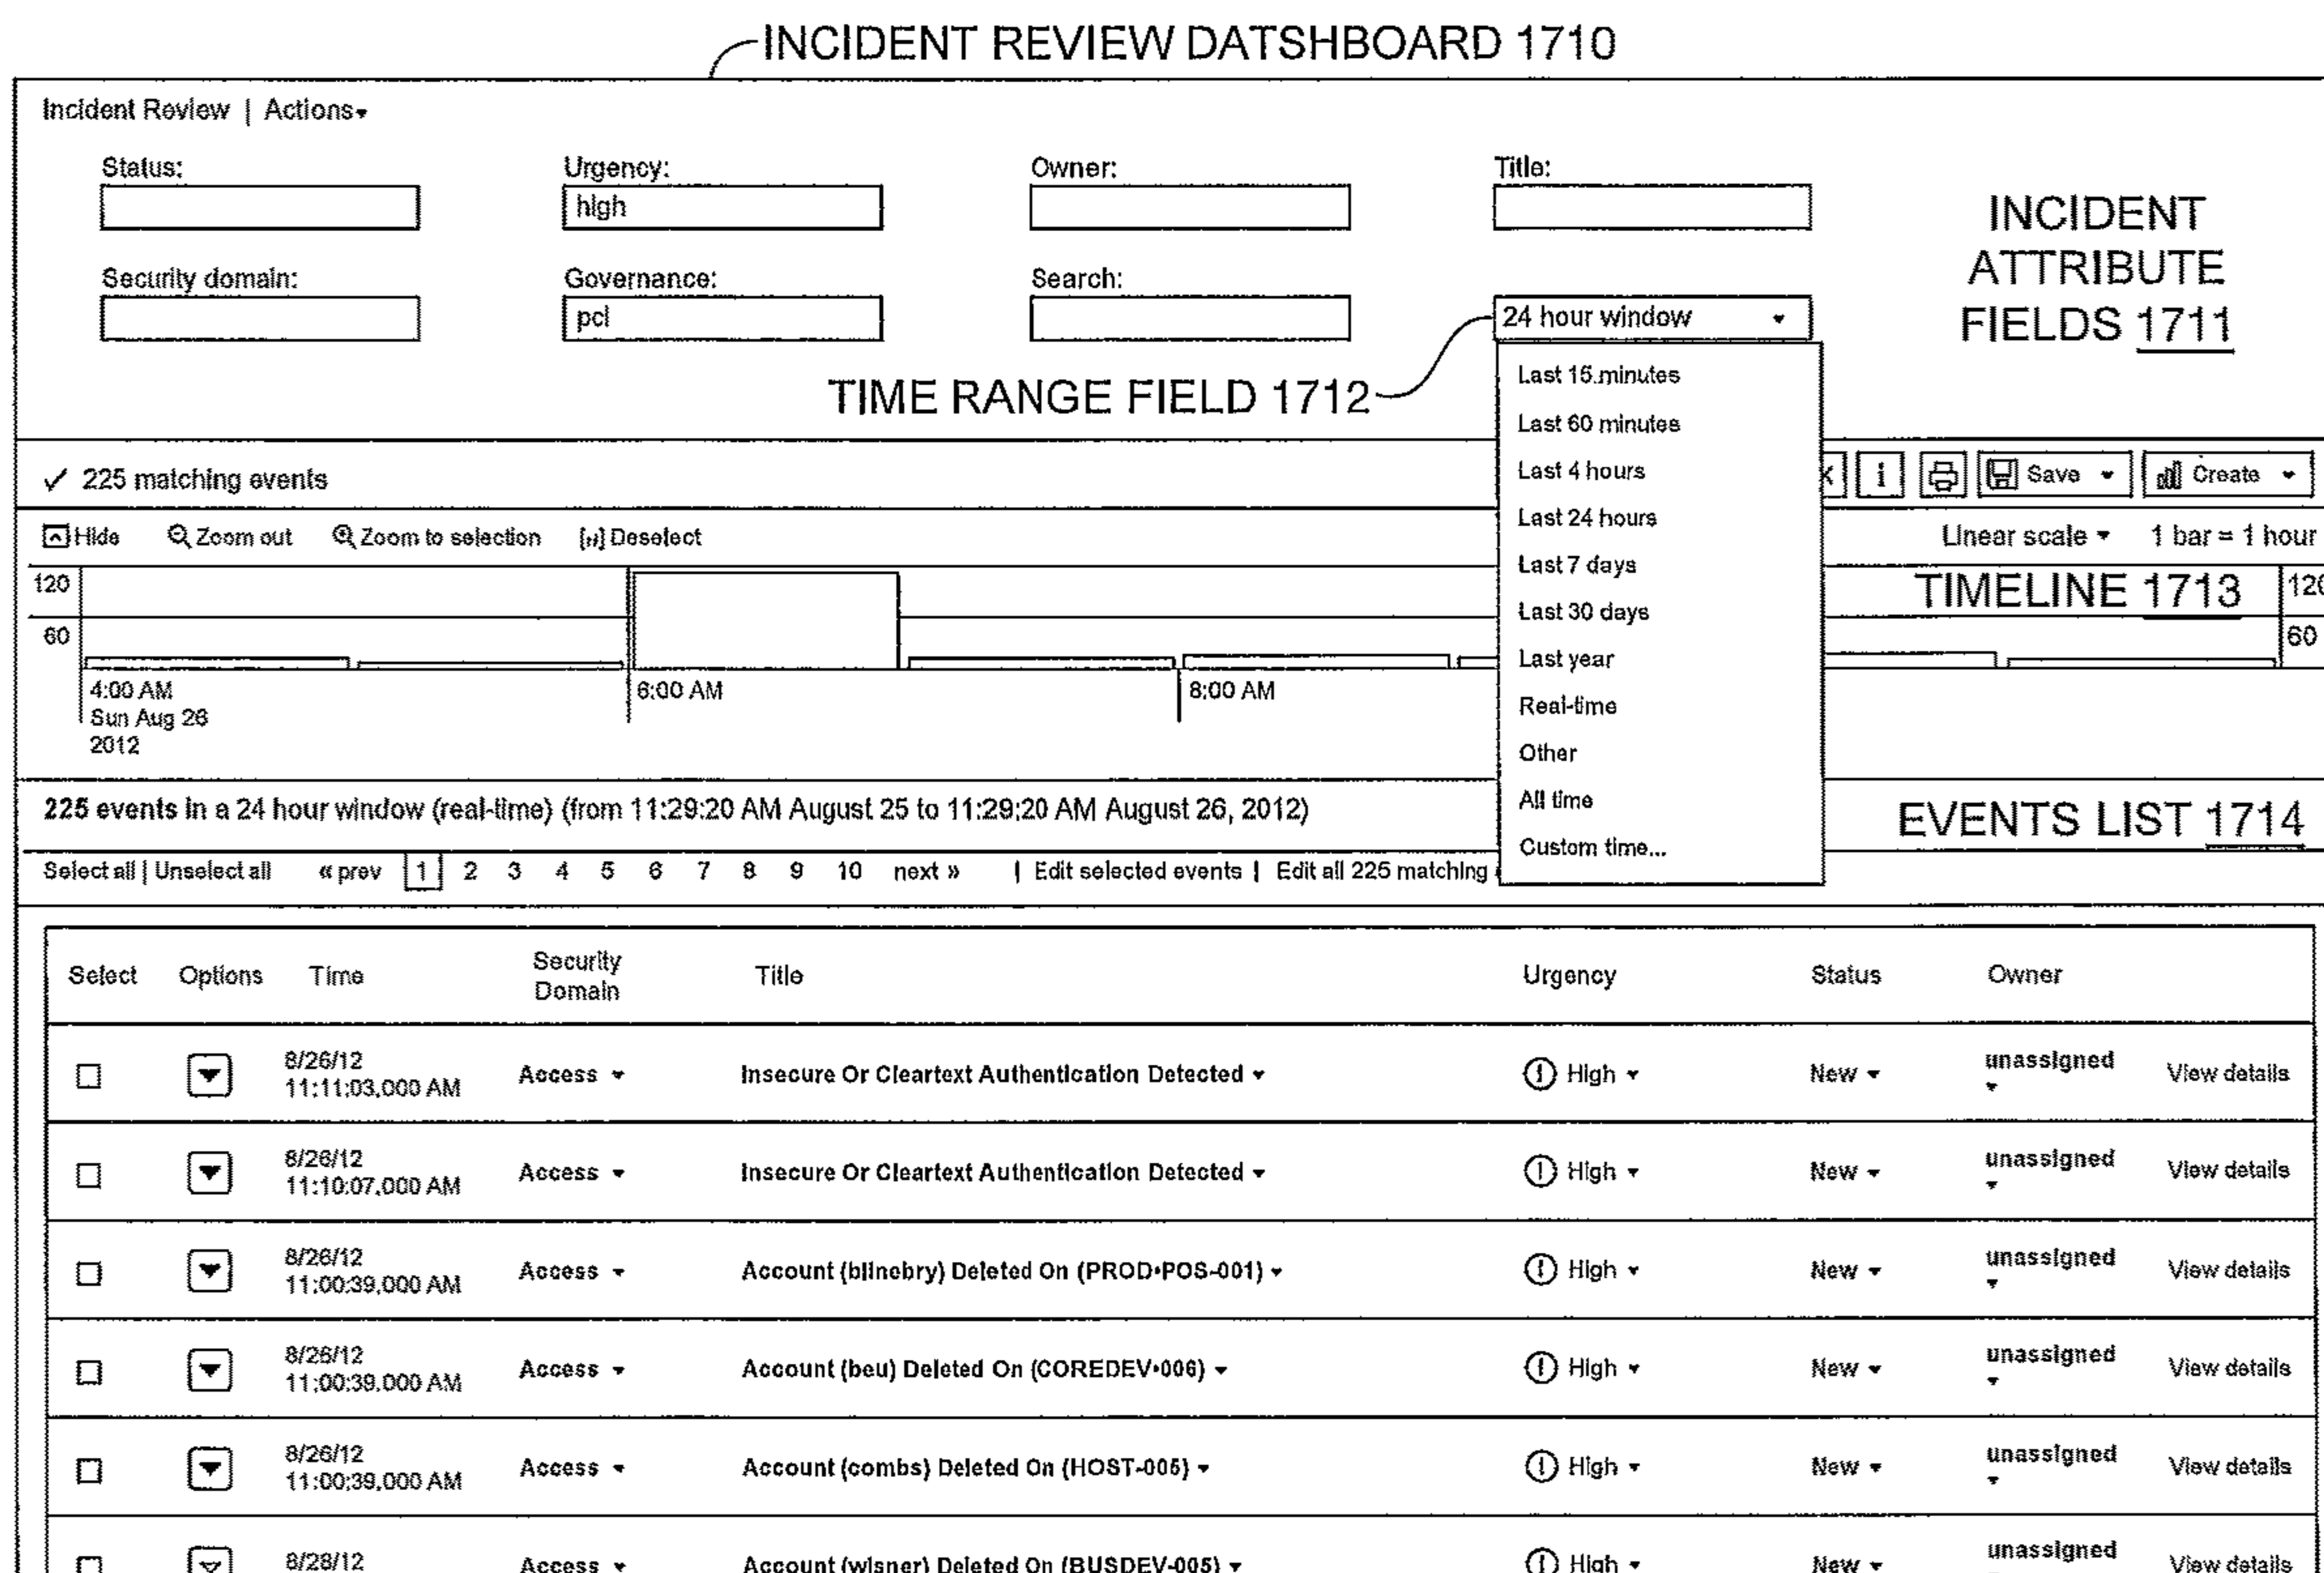 INCIDENT REVIEW DATSHBOARD 1710
Incident Review | Actions
Status: Urgency: Owner: Title:
high
INCIDENT
ATTRIBUTE
FIELDS 1711
Security domain: Governance: Search:
pci 24 hour window
TIME RANGE FIELD 1712
Last 15 minutes
Last 60 minutes
Last 4 hours
Last 24 hours
Last 7 days
Last 30 days
Last year
Real-time
Other
All time
Custom time...
✓ 225 matching events
i Save Create
Hide Zoom out Zoom to selection Deselect
Linear scale 1 bar = 1 hour
TIMELINE 1713
120 120
60 60
4:00 AM 6:00 AM 8:00 AM
Sun Aug 26
2012
225 events in a 24 hour window (real-time) (from 11:29:20 AM August 25 to 11:29:20 AM August 26, 2012)
EVENTS LIST 1714
Select all | Unselect all « prev 1 2 3 4 5 6 7 8 9 10 next » | Edit selected events | Edit all 225 matching
Select Options Time Security Domain Title Urgency Status Owner
8/26/12 11:11:03.000 AM Access Insecure Or Cleartext Authentication Detected High New unassigned View details
8/26/12 11:10:07.000 AM Access Insecure Or Cleartext Authentication Detected High New unassigned View details
8/26/12 11:00:39.000 AM Access Account (blinebry) Deleted On (PROD-POS-001) High New unassigned View details
8/26/12 11:00:39.000 AM Access Account (beu) Deleted On (COREDEV-006) High New unassigned View details
8/26/12 11:00:39.000 AM Access Account (combs) Deleted On (HOST-005) High New unassigned View details
8/26/12 Access Account (wisner) Deleted On (BUSDEV-005) High New unassigned View details